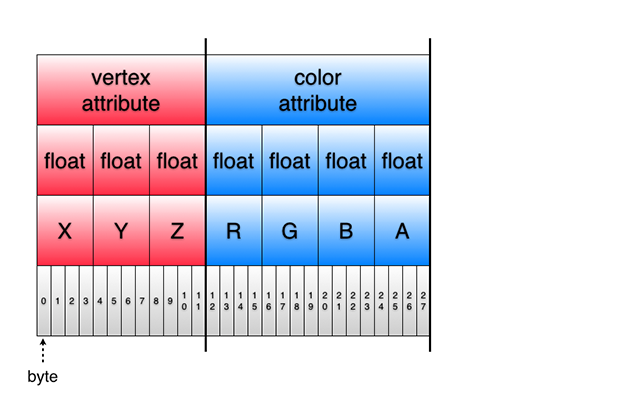 vertex color
attribute attribute
float float float float float float float
X Y Z R G B A
0 1 2 3 4 5 6 7 8 9 10 11 12 13 14 15 16 17 18 19 20 21 22 23 24 25 26 27
byte